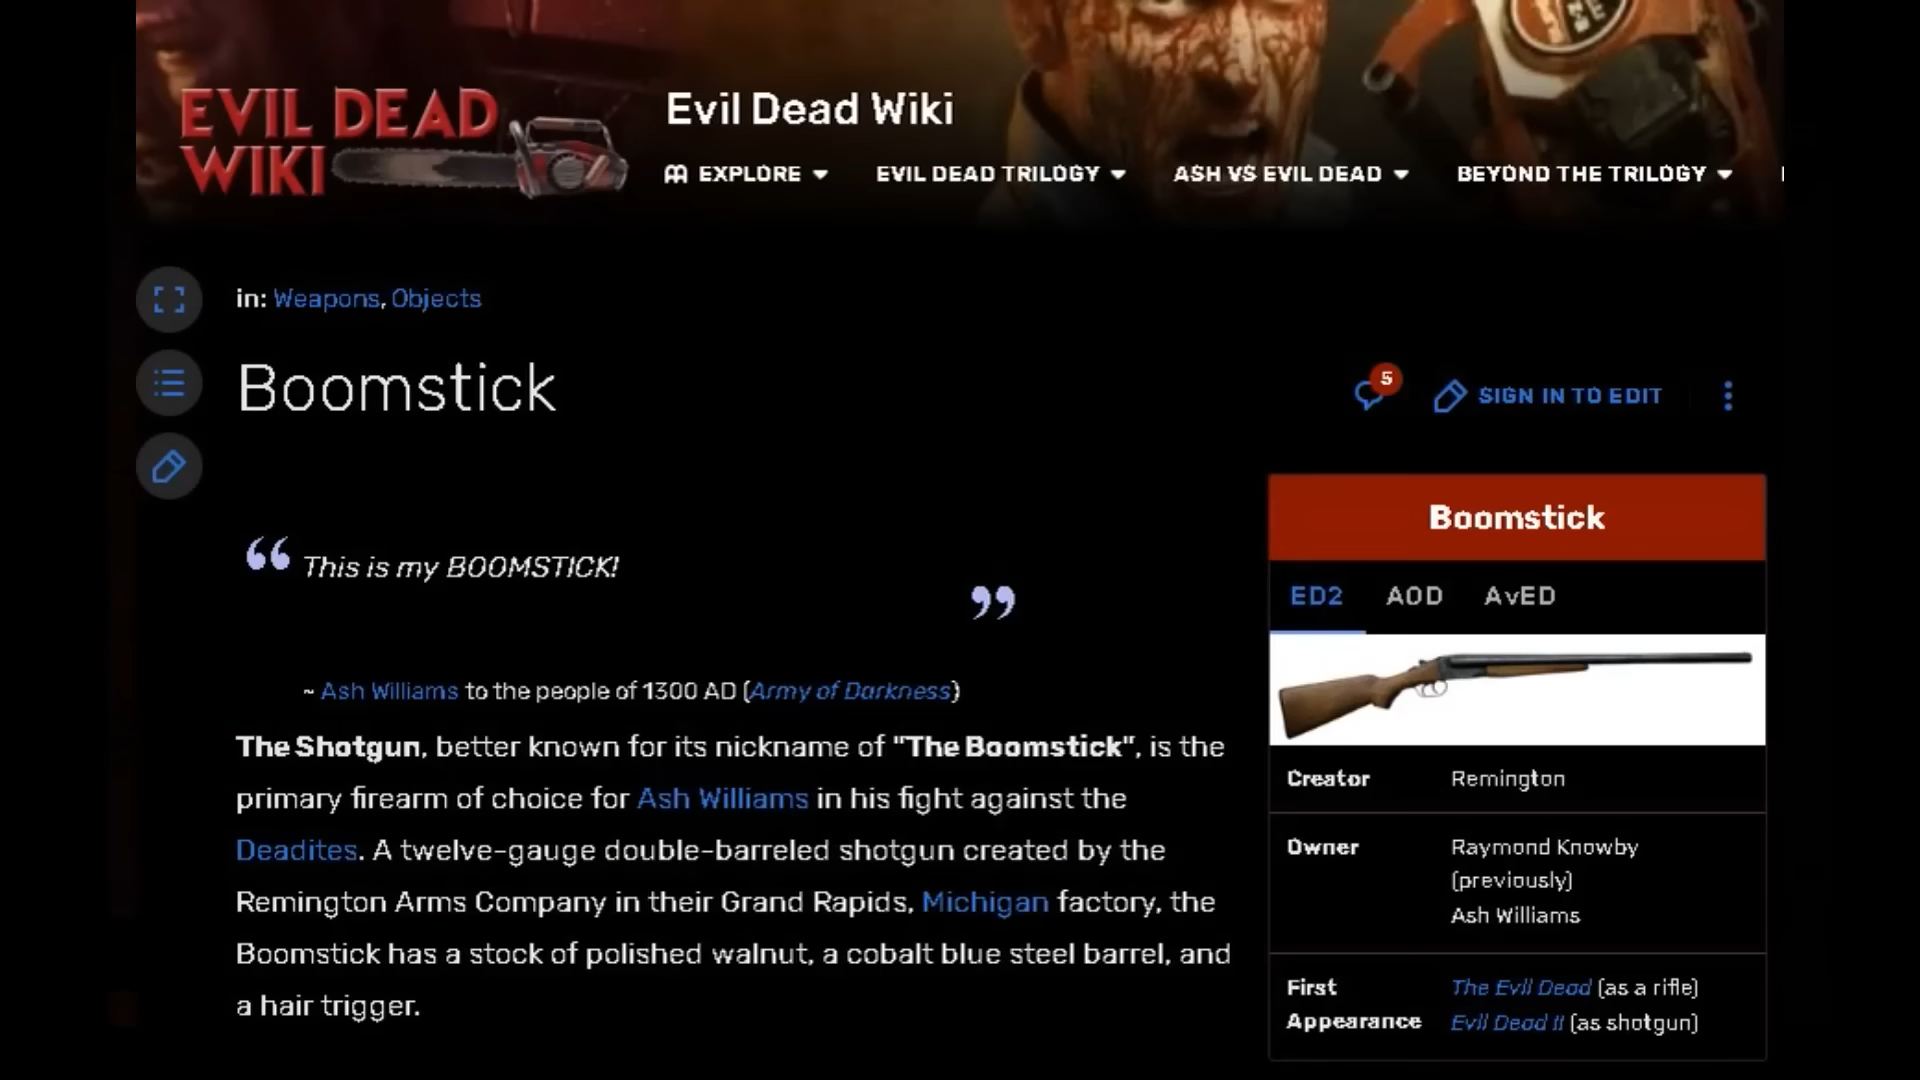 EVIL DEAD
WIKI
Evil Dead Wiki
EXPLORE
EVIL DEAD TRILOGY
ASH VS EVIL DEAD
BEYOND THE TRILOGY
in: Weapons, Objects
Boomstick
5
SIGN IN TO EDIT
“ This is my BOOMSTICK!
”
~ Ash Williams to the people of 1300 AD (Army of Darkness)
The Shotgun, better known for its nickname of "The Boomstick", is the
primary firearm of choice for Ash Williams in his fight against the
Deadites. A twelve-gauge double-barreled shotgun created by the
Remington Arms Company in their Grand Rapids, Michigan factory, the
Boomstick has a stock of polished walnut, a cobalt blue steel barrel, and
a hair trigger.
Boomstick
ED2 AOD AvED
Creator Remington
Owner Raymond Knowby
(previously)
Ash Williams
First The Evil Dead (as a rifle)
Appearance Evil Dead II (as shotgun)